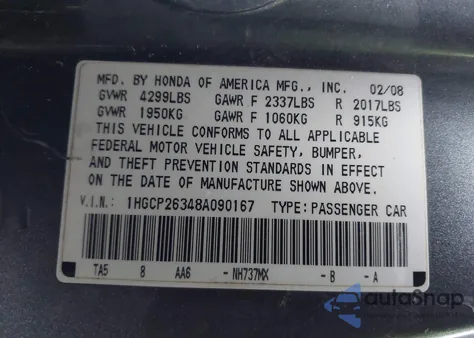 MFD. BY HONDA OF AMERICA MFG., INC. 02/08
GVWR 4299LBS GAWR F 2337LBS R 2017LBS
GVWR 1950KG GAWR F 1060KG R 915KG
THIS VEHICLE CONFORMS TO ALL APPLICABLE
FEDERAL MOTOR VEHICLE SAFETY, BUMPER,
AND THEFT PREVENTION STANDARDS IN EFFECT
ON THE DATE OF MANUFACTURE SHOWN ABOVE.
V.I.N.: 1HGCP26348A090167 TYPE: PASSENGER CAR
TA5 8 AA6 -NH737MX -B -A
autoSnap